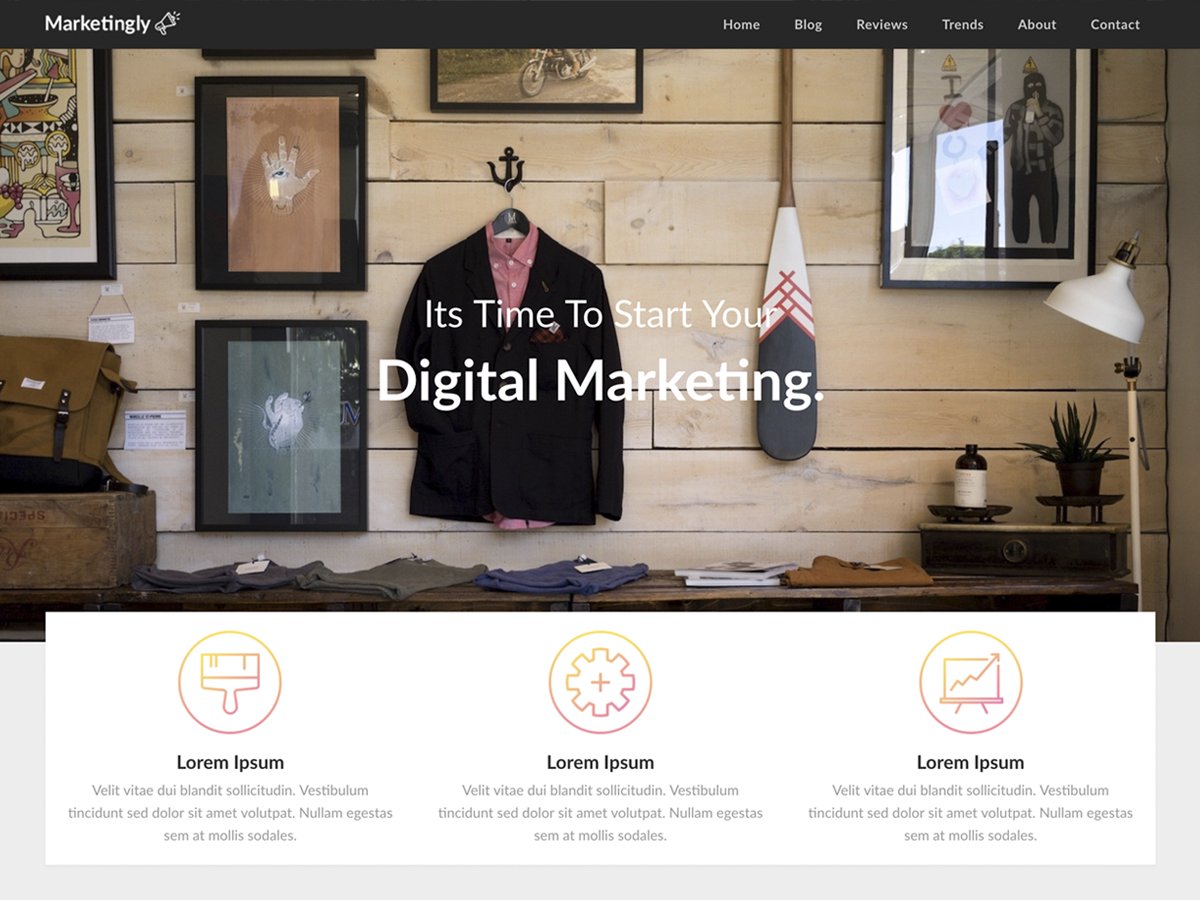 Marketingly
Home Blog Reviews Trends About Contact
Its Time To Start Your
Digital Marketing.
Lorem Ipsum
Velit vitae dui blandit sollicitudin. Vestibulum
tincidunt sed dolor sit amet volutpat. Nullam egestas
sem at mollis sodales.
Lorem Ipsum
Velit vitae dui blandit sollicitudin. Vestibulum
tincidunt sed dolor sit amet volutpat. Nullam egestas
sem at mollis sodales.
Lorem Ipsum
Velit vitae dui blandit sollicitudin. Vestibulum
tincidunt sed dolor sit amet volutpat. Nullam egestas
sem at mollis sodales.